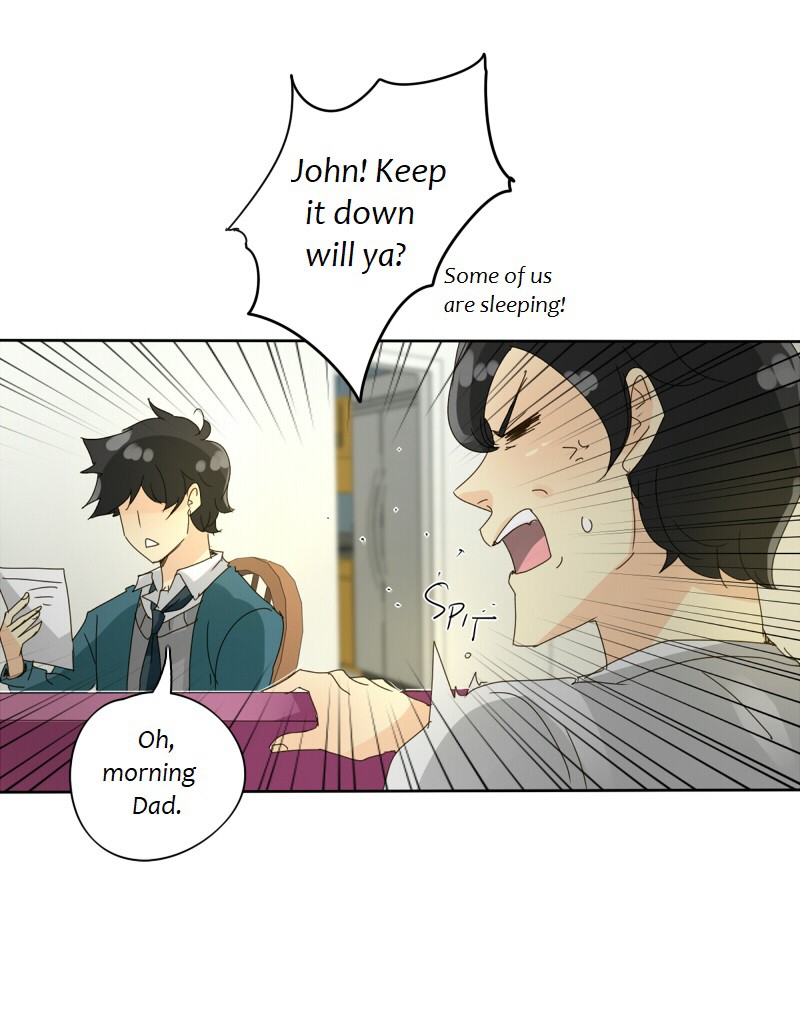 John! Keep
it down
will ya?
Some of us
are sleeping!
SPIT
Oh,
morning
Dad.